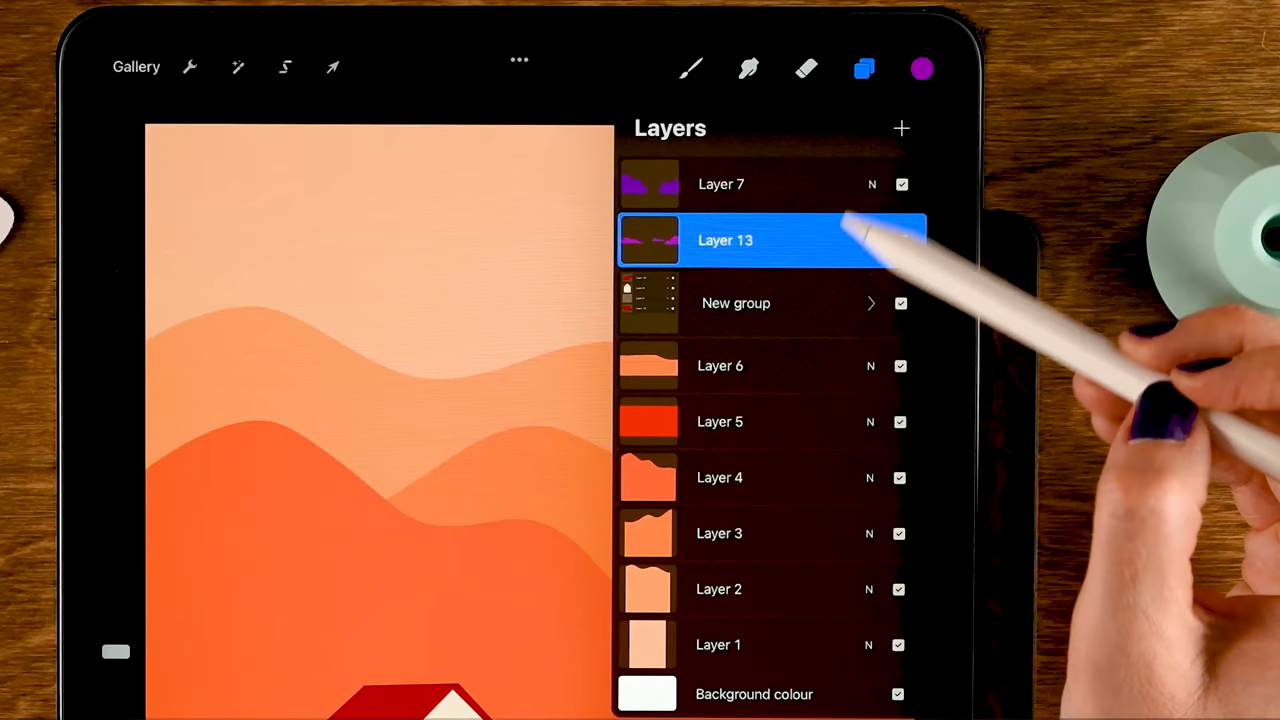 Gallery
Layers
Layer 7 N
Layer 13
New group
Layer 6 N
Layer 5 N
Layer 4 N
Layer 3 N
Layer 2 N
Layer 1 N
Background colour